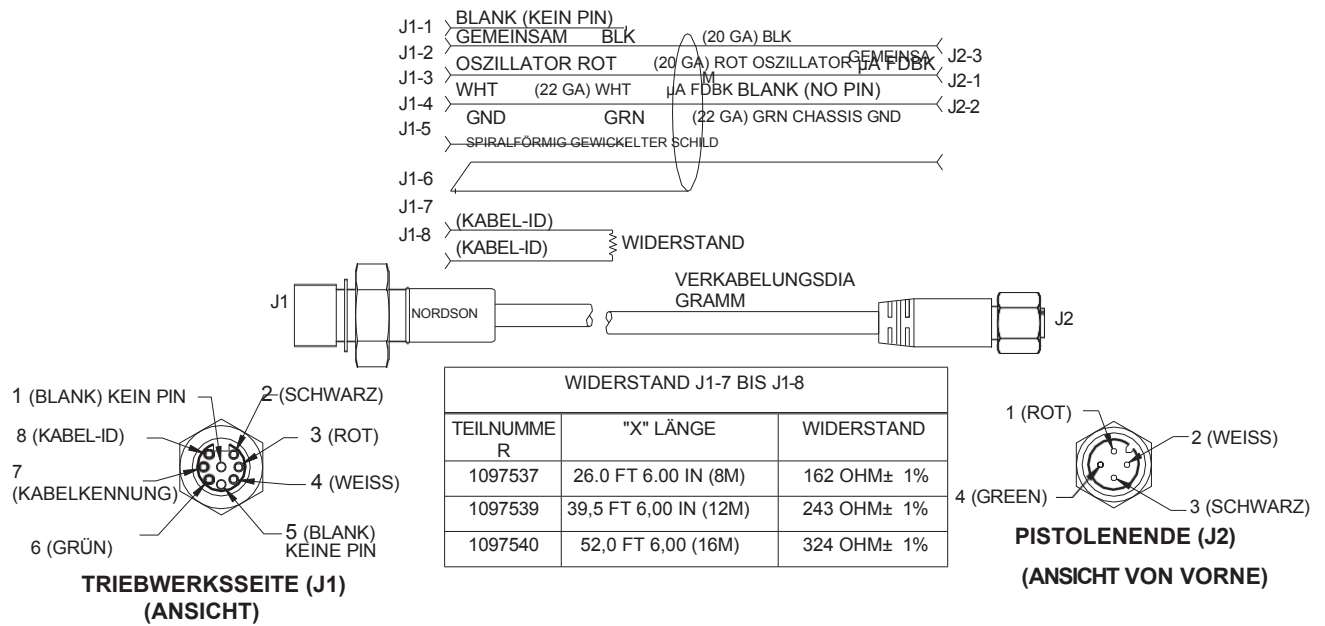 J1-1 BLANK (KEIN PIN)
J1-2 GEMEINSAM BLK (20 GA) BLK GEMEINSAM J2-3
J1-3 OSZILLATOR ROT (20 GA) ROT OSZILLATOR µA FDBK J2-1
J1-4 WHT (22 GA) WHT µA FDBK BLANK (NO PIN) J2-2
J1-5 GND GRN (22 GA) GRN CHASSIS GND
SPIRALFÖRMIG GEWICKELTER SCHILD
J1-6
J1-7 (KABEL-ID)
J1-8 (KABEL-ID)
WIDERSTAND
VERKABELUNGSDIA
GRAMM
J1
NORDSON
J2
1 (BLANK) KEIN PIN
2 (SCHWARZ)
8 (KABEL-ID)
3 (ROT)
7
(KABELKENNUNG)
4 (WEISS)
6 (GRÜN)
5 (BLANK)
KEINE PIN
TRIEBWERKSSEITE (J1)
(ANSICHT)
WIDERSTAND J1-7 BIS J1-8
TEILNUMME
R
"X" LÄNGE
WIDERSTAND
1097537 26.0 FT 6.00 IN (8M) 162 OHM± 1%
1097539 39,5 FT 6,00 IN (12M) 243 OHM± 1%
1097540 52,0 FT 6,00 (16M) 324 OHM± 1%
1 (ROT)
2 (WEISS)
4 (GREEN)
3 (SCHWARZ)
PISTOLENENDE (J2)
(ANSICHT VON VORNE)